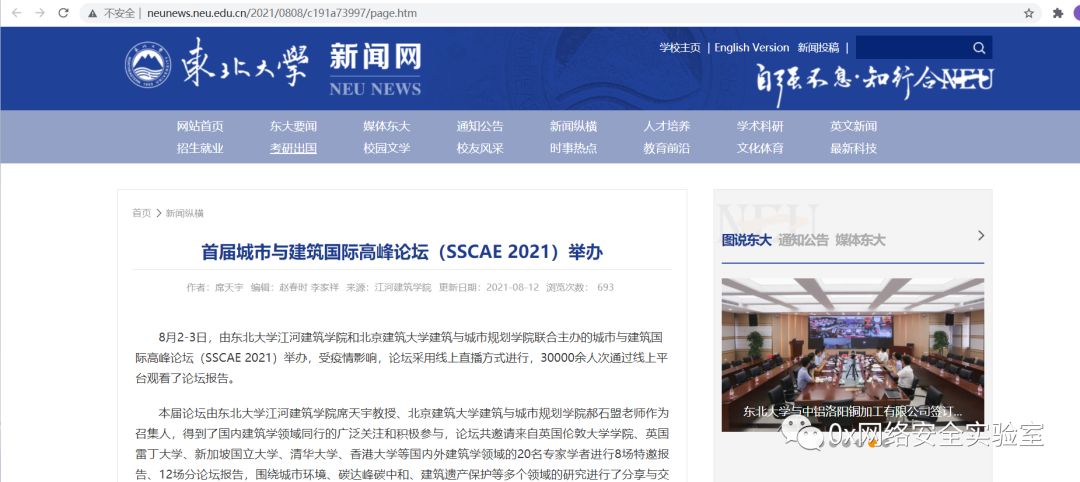 不安全 | neunews.neu.edu.cn/2021/0808/c191a73997/page.htm
东北大学 新闻网
NEU NEWS
学校主页 | English Version 新闻投稿 |
自强不息·知行合一
NEU
网站首页 东大要闻 媒体东大 通知公告 新闻纵横 人才培养 学术科研 英文新闻
招生就业 考研出国 校园文学 校友风采 时事热点 教育前沿 文化体育 最新科技
首页 > 新闻纵横
首届城市与建筑国际高峰论坛（SSCAE 2021）举办
作者：席天宇 编辑：赵春时 李家祥 来源：江河建筑学院 更新日期：2021-08-12 浏览次数： 693
8月2-3日，由东北大学江河建筑学院和北京建筑大学建筑与城市规划学院联合主办的城市与建筑国
际高峰论坛（SSCAE 2021）举办，受疫情影响，论坛采用线上直播方式进行，30000余人次通过线上平
台观看了论坛报告。
本届论坛由东北大学江河建筑学院席天宇教授、北京建筑大学建筑与城市规划学院郝石盟老师作为
召集人，得到了国内建筑学领域同行的广泛关注和积极参与，论坛共邀请来自英国伦敦大学学院、英国
雷丁大学、新加坡国立大学、清华大学、香港大学等国内外建筑学领域的20名专家学者进行8场特邀报
告、12场分论坛报告，围绕城市环境、碳达峰碳中和、建筑遗产保护等多个领域的研究进行了分享与交
NEU
图说东大 通知公告 媒体东大
东北大学与中铝洛阳铜加工有限公司签订...
0x网络安全实验室